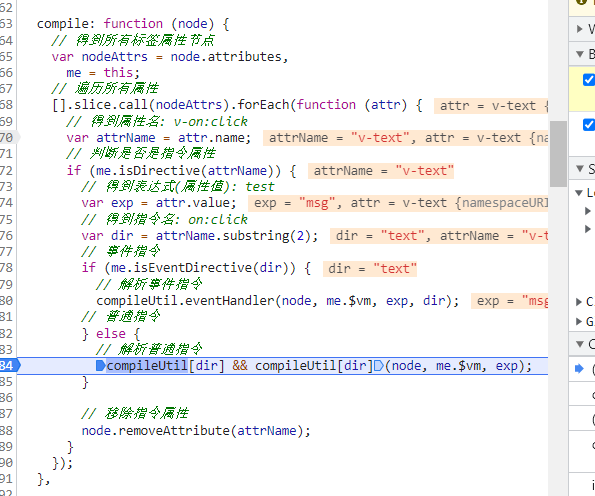 62
63 compile: function (node) {
64 // 得到所有标签属性节点
65 var nodeAttrs = node.attributes,
66 me = this;
67 // 遍历所有属性
68 [].slice.call(nodeAttrs).forEach(function (attr) { attr = v-text {
69 // 得到属性名: v-on:click
70 var attrName = attr.name; attrName = "v-text", attr = v-text {na
71 // 判断是否是指令属性
72 if (me.isDirective(attrName)) { attrName = "v-text"
73 // 得到表达式(属性值): test
74 var exp = attr.value; exp = "msg", attr = v-text {namespaceURI
75 // 得到指令名: on:click
76 var dir = attrName.substring(2); dir = "text", attrName = "v-t
77 // 事件指令
78 if (me.isEventDirective(dir)) { dir = "text"
79 // 解析事件指令
80 compileUtil.eventHandler(node, me.$vm, exp, dir); exp = "msg
81 // 普通指令
82 } else {
83 // 解析普通指令
84 compileUtil[dir] && compileUtil[dir](node, me.$vm, exp);
85 }
86
87 // 移除指令属性
88 node.removeAttribute(attrName);
89 }
90 });
91 },
92
W
B
S
Lo
C
G
C
(
(